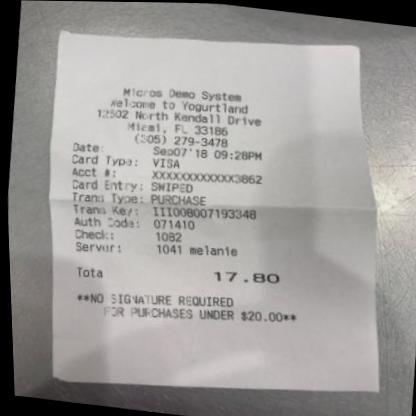 Micros Demo System
Welcome to Yogurtland
12502 North Kendall Drive
Miami, FL 33186
(305) 279-3478
Date: Sep07'18 09:28PM
Card Type: VISA
Acct #: XXXXXXXXXXXX3862
Card Entry: SWIPED
Trans Type: PURCHASE
Trans Key: III008007193348
Auth Code: 071410
Check: 1082
Server: 1041 melanie
Tota 17.80
**NO SIGNATURE REQUIRED
FOR PURCHASES UNDER $20.00**